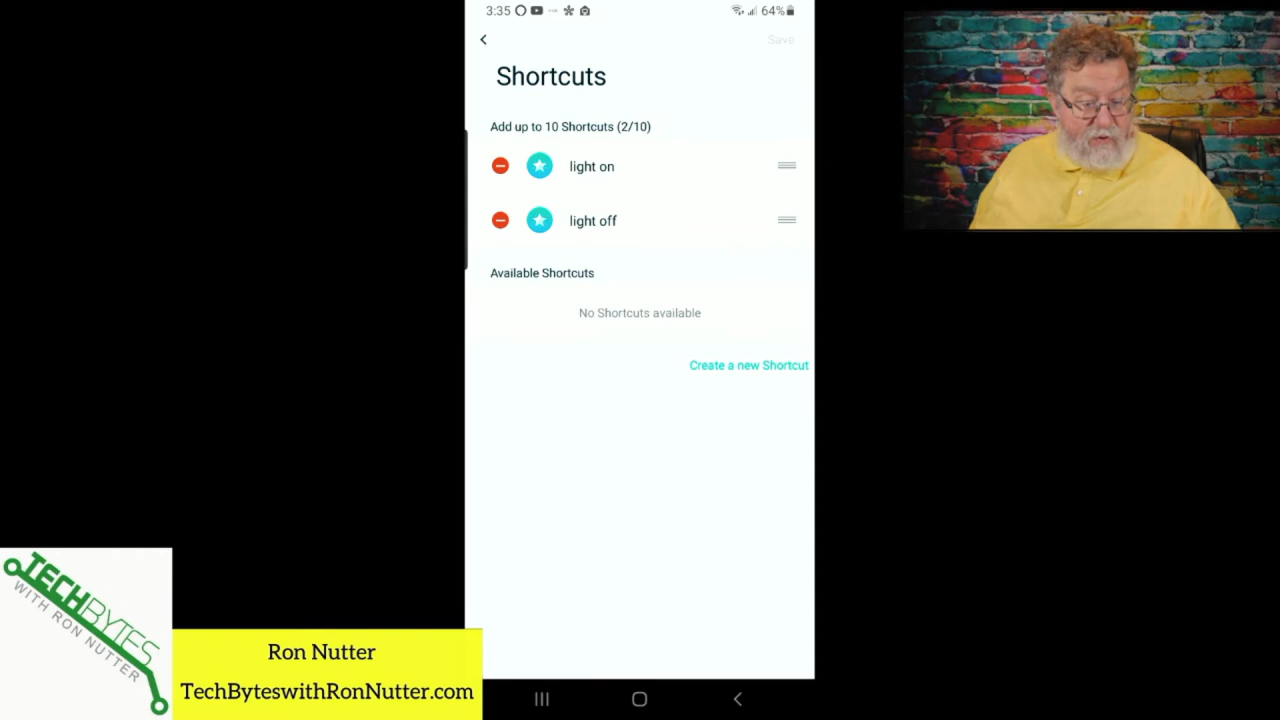 3:35
64%
Save
Shortcuts
Add up to 10 Shortcuts (2/10)
light on
light off
Available Shortcuts
No Shortcuts available
Create a new Shortcut
TECHBYTES
WITH RON NUTTER
Ron Nutter
TechByteswithRonNutter.com